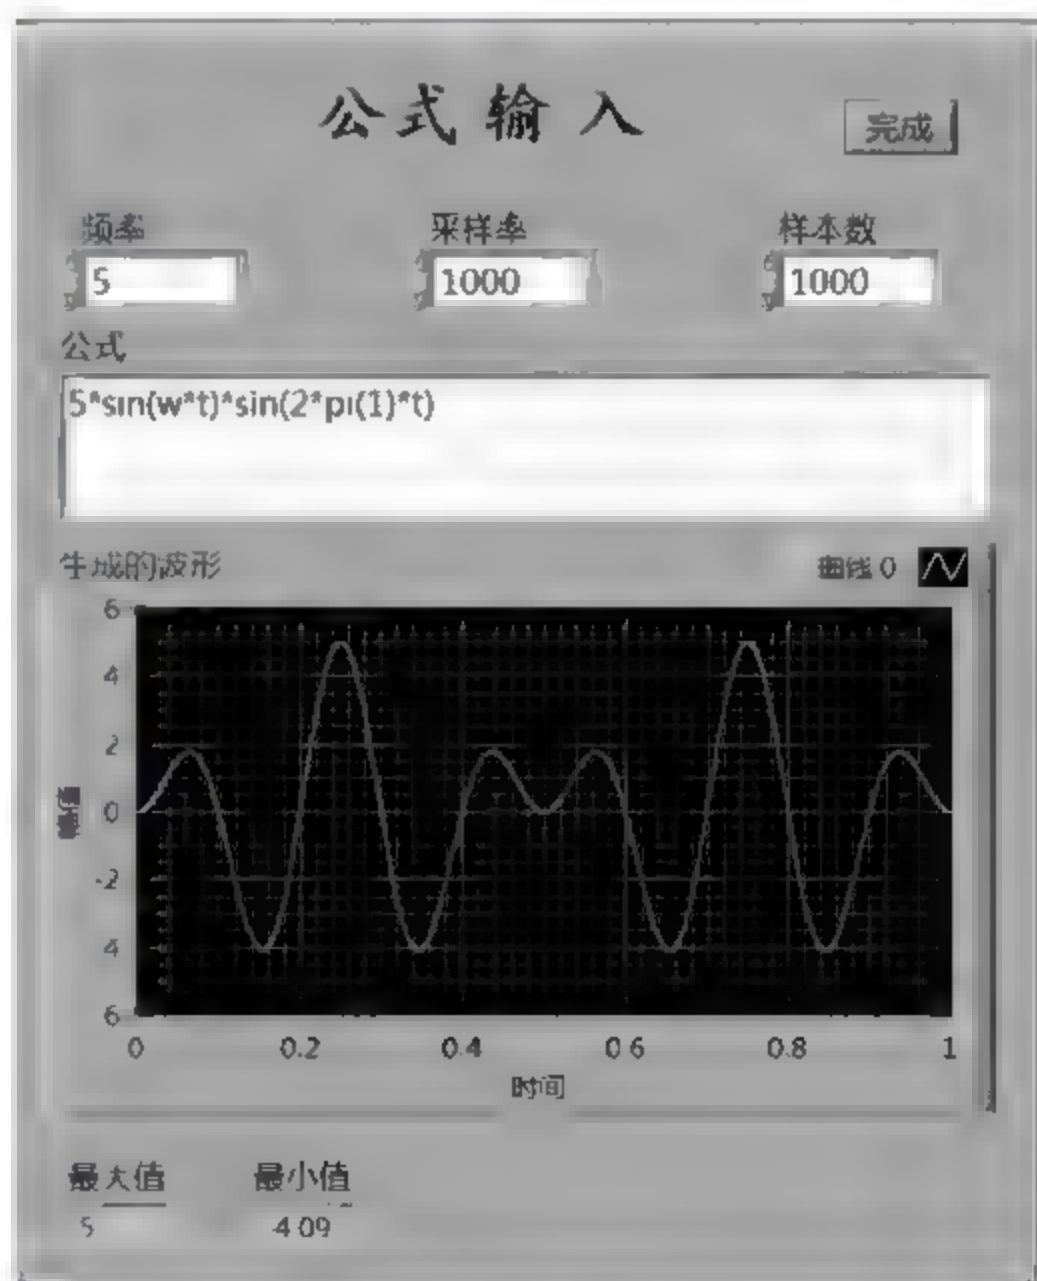 公式输入
完成
频率 采样率 样本数
5 1000 1000
公式
5*sin(w*t)*sin(2*pi(1)*t)
生成的波形 曲线 0
6
4
2
0
-2
4
6
0 0.2 0.4 0 6 0.8 1
时间
最大值 最小值
5 -4 09